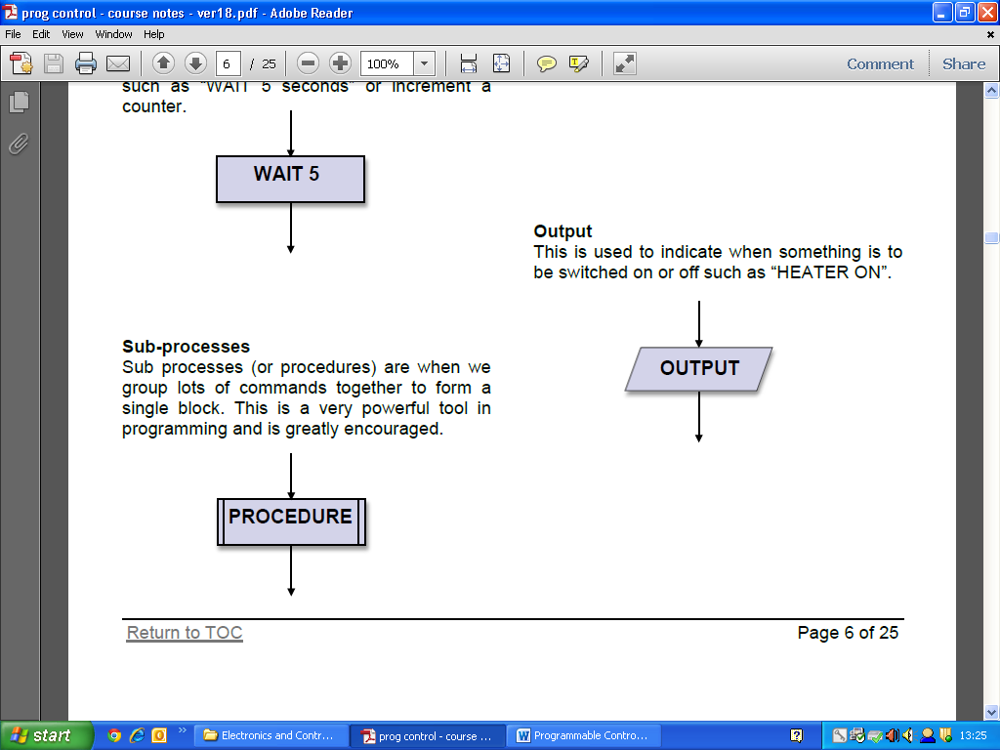 prog control - course notes - ver18.pdf - Adobe Reader
File Edit View Window Help
6 / 25 100% Comment Share
such as "WAIT 5 seconds" or increment a
counter.
WAIT 5
Sub-processes
Sub processes (or procedures) are when we
group lots of commands together to form a
single block. This is a very powerful tool in
programming and is greatly encouraged.
PROCEDURE
Output
This is used to indicate when something is to
be switched on or off such as “HEATER ON”.
OUTPUT
Return to TOC Page 6 of 25
start Electronics and Contr... prog control - course ... Programmable Contro... 13:25